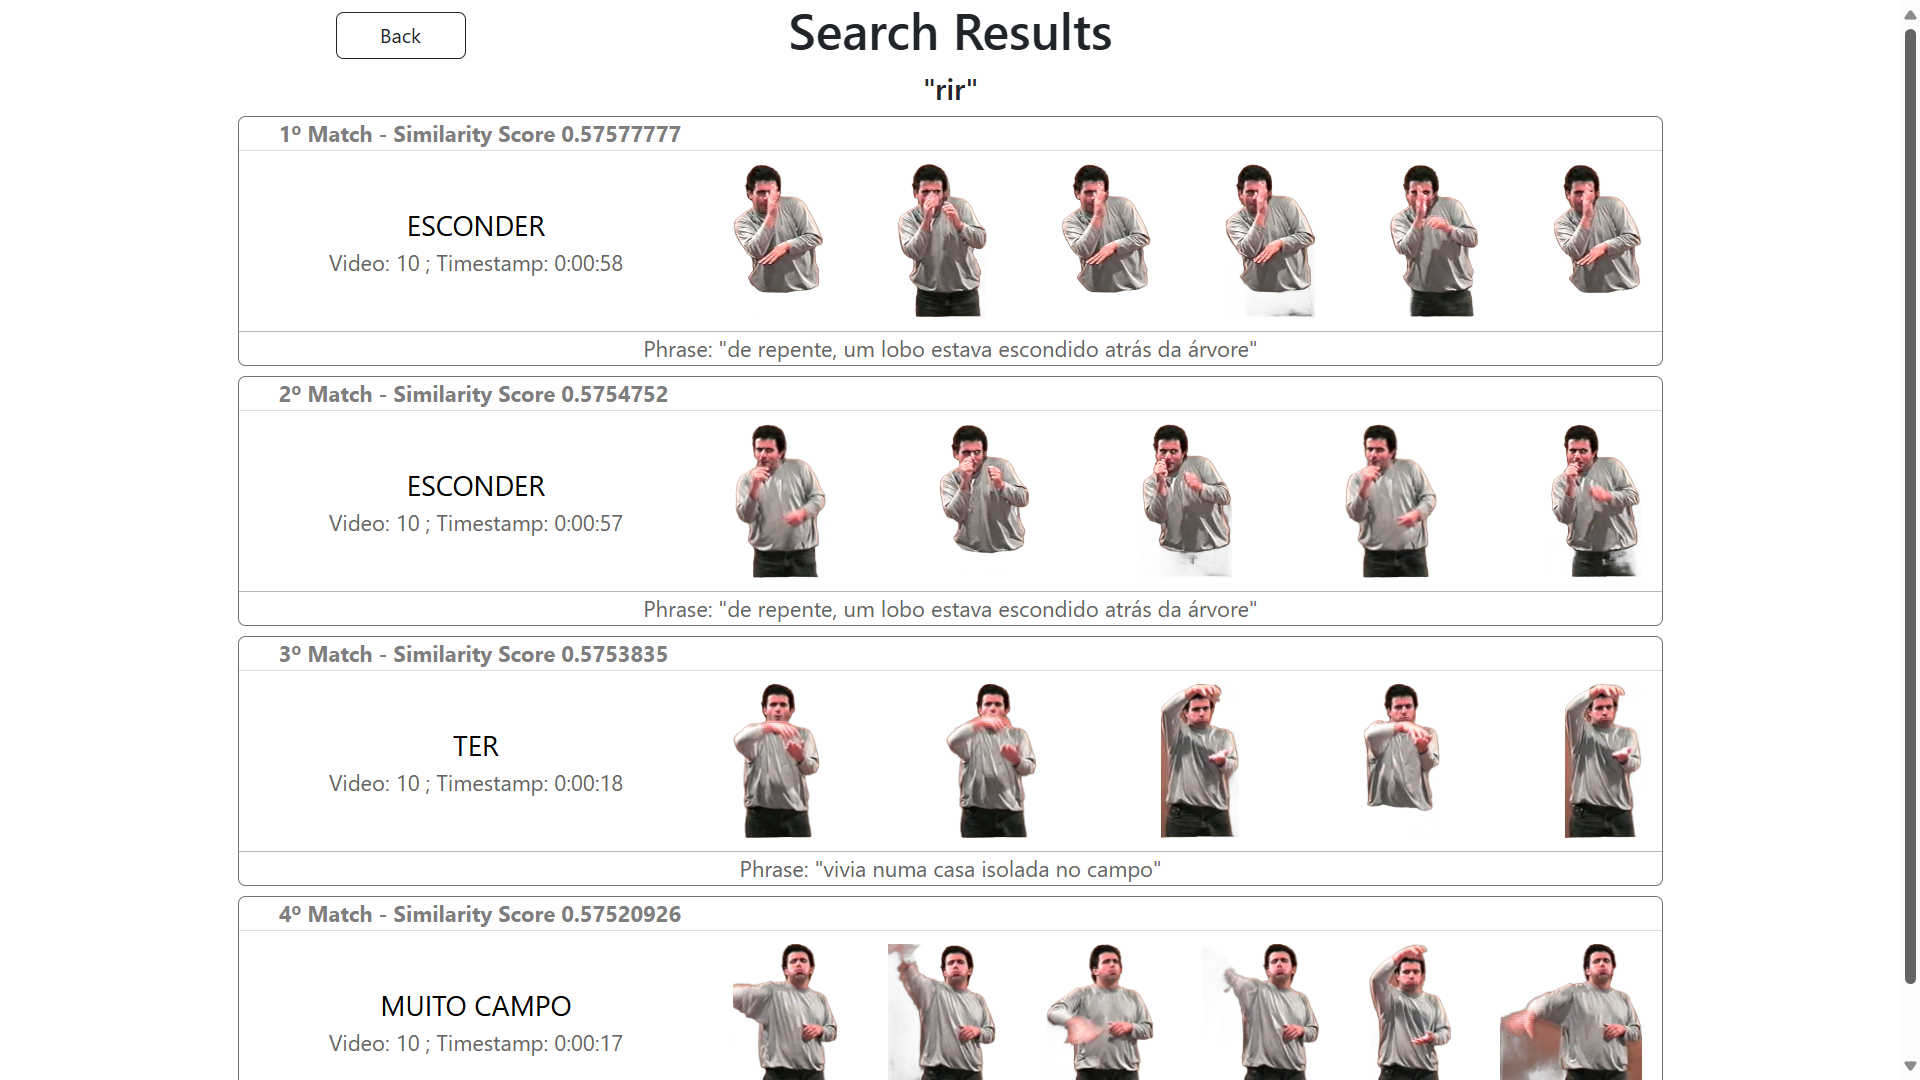 Back
Search Results
"rir"
1º Match - Similarity Score 0.57577777
ESCONDER
Video: 10 ; Timestamp: 0:00:58
Phrase: "de repente, um lobo estava escondido atrás da árvore"
2º Match - Similarity Score 0.5754752
ESCONDER
Video: 10 ; Timestamp: 0:00:57
Phrase: "de repente, um lobo estava escondido atrás da árvore"
3º Match - Similarity Score 0.5753835
TER
Video: 10 ; Timestamp: 0:00:18
Phrase: "vivia numa casa isolada no campo"
4º Match - Similarity Score 0.57520926
MUITO CAMPO
Video: 10 ; Timestamp: 0:00:17